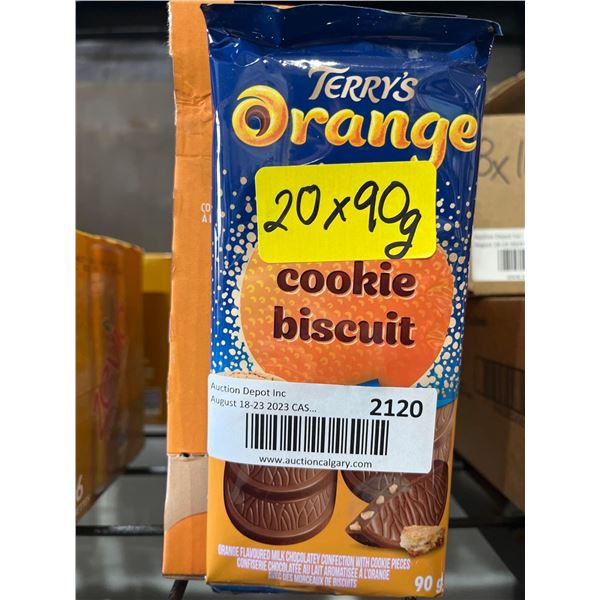 TERRY'S
Orange
20x90g
cookie
biscuit
Auction Depot Inc
August 18-23 2023 CAS...
2120
www.auctioncalgary.com
ORANGE FLAVOURED MILK CHOCOLATEY CONFECTION WITH COOKIE PIECES
CONFISERIE CHOCOLATÉE AU LAIT AROMATISÉE À L'ORANGE
AVEC DES MORCEAUX DE BISCUITS
90 g